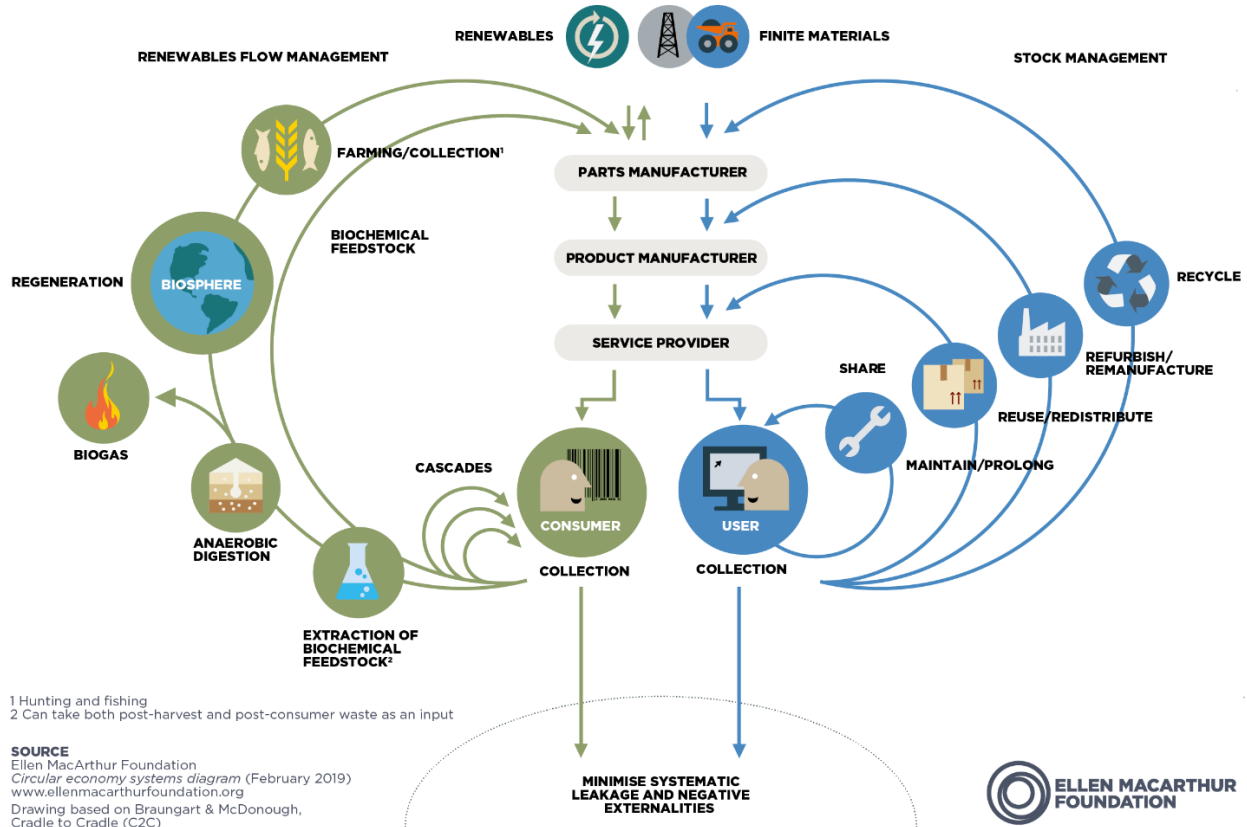 RENEWABLES
FINITE MATERIALS
RENEWABLES FLOW MANAGEMENT
STOCK MANAGEMENT
FARMING/COLLECTION¹
PARTS MANUFACTURER
BIOCHEMICAL
FEEDSTOCK
PRODUCT MANUFACTURER
REGENERATION
BIOSPHERE
RECYCLE
SERVICE PROVIDER
SHARE
REFURBISH/
REMANUFACTURE
REUSE/REDISTRIBUTE
BIOGAS
CASCADES
MAINTAIN/PROLONG
CONSUMER
USER
ANAEROBIC
DIGESTION
COLLECTION
COLLECTION
EXTRACTION OF
BIOCHEMICAL
FEEDSTOCK²
1 Hunting and fishing
2 Can take both post-harvest and post-consumer waste as an input
SOURCE
Ellen MacArthur Foundation
Circular economy systems diagram (February 2019)
www.ellenmacarthurfoundation.org
Drawing based on Braungart & McDonough,
Cradle to Cradle (C2C)
MINIMISE SYSTEMATIC
LEAKAGE AND NEGATIVE
EXTERNALITIES
ELLEN MACARTHUR
FOUNDATION